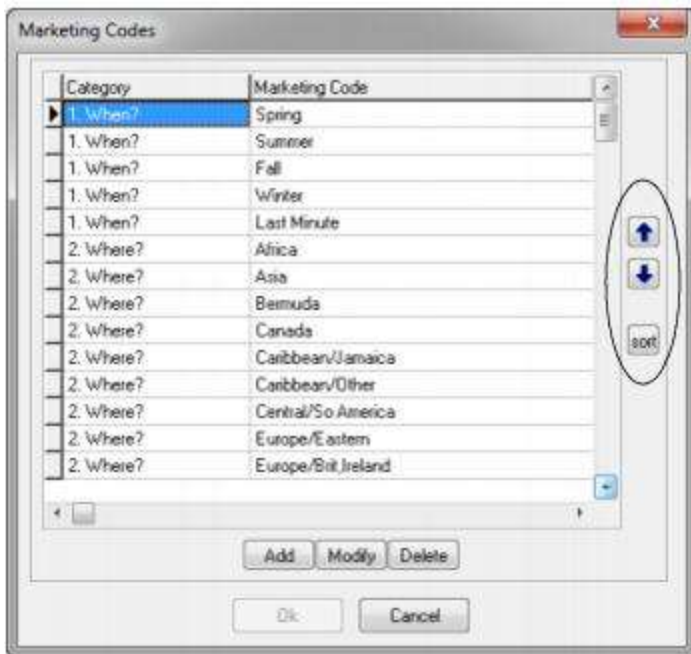 Marketing Codes
Category Marketing Code
1. When? Spring
1. When? Summer
1. When? Fall
1. When? Winter
1. When? Last Minute
2. Where? Africa
2. Where? Asia
2. Where? Bermuda
2. Where? Canada
2. Where? Caribbean/Jamaica
2. Where? Caribbean/Other
2. Where? Central/So America
2. Where? Europe/Eastern
2. Where? Europe/Brit,Ireland
sort
Add Modify Delete
Ok Cancel